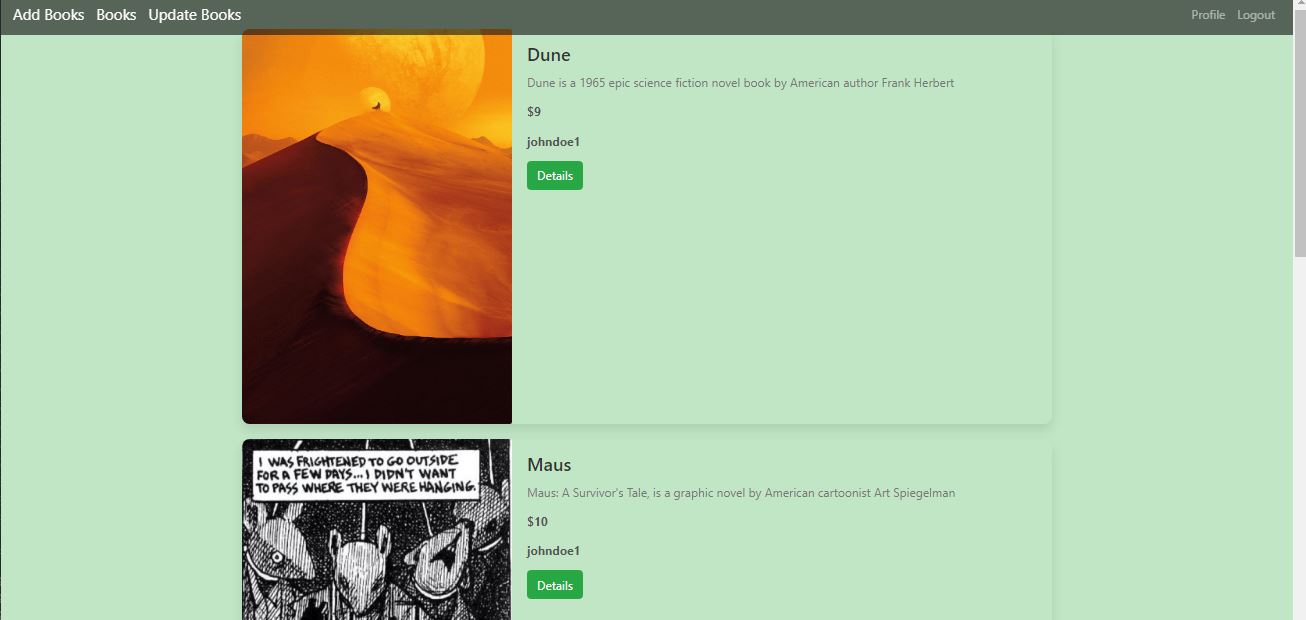 Add Books Books Update Books Profile Logout
Dune
Dune is a 1965 epic science fiction novel book by American author Frank Herbert
$9
johndoe1
Details
I WAS FRIGHTENED TO GO OUTSIDE
FOR A FEW DAYS... I DIDN'T WANT
TO PASS WHERE THEY WERE HANGING.
Maus
Maus: A Survivor's Tale, is a graphic novel by American cartoonist Art Spiegelman
$10
johndoe1
Details